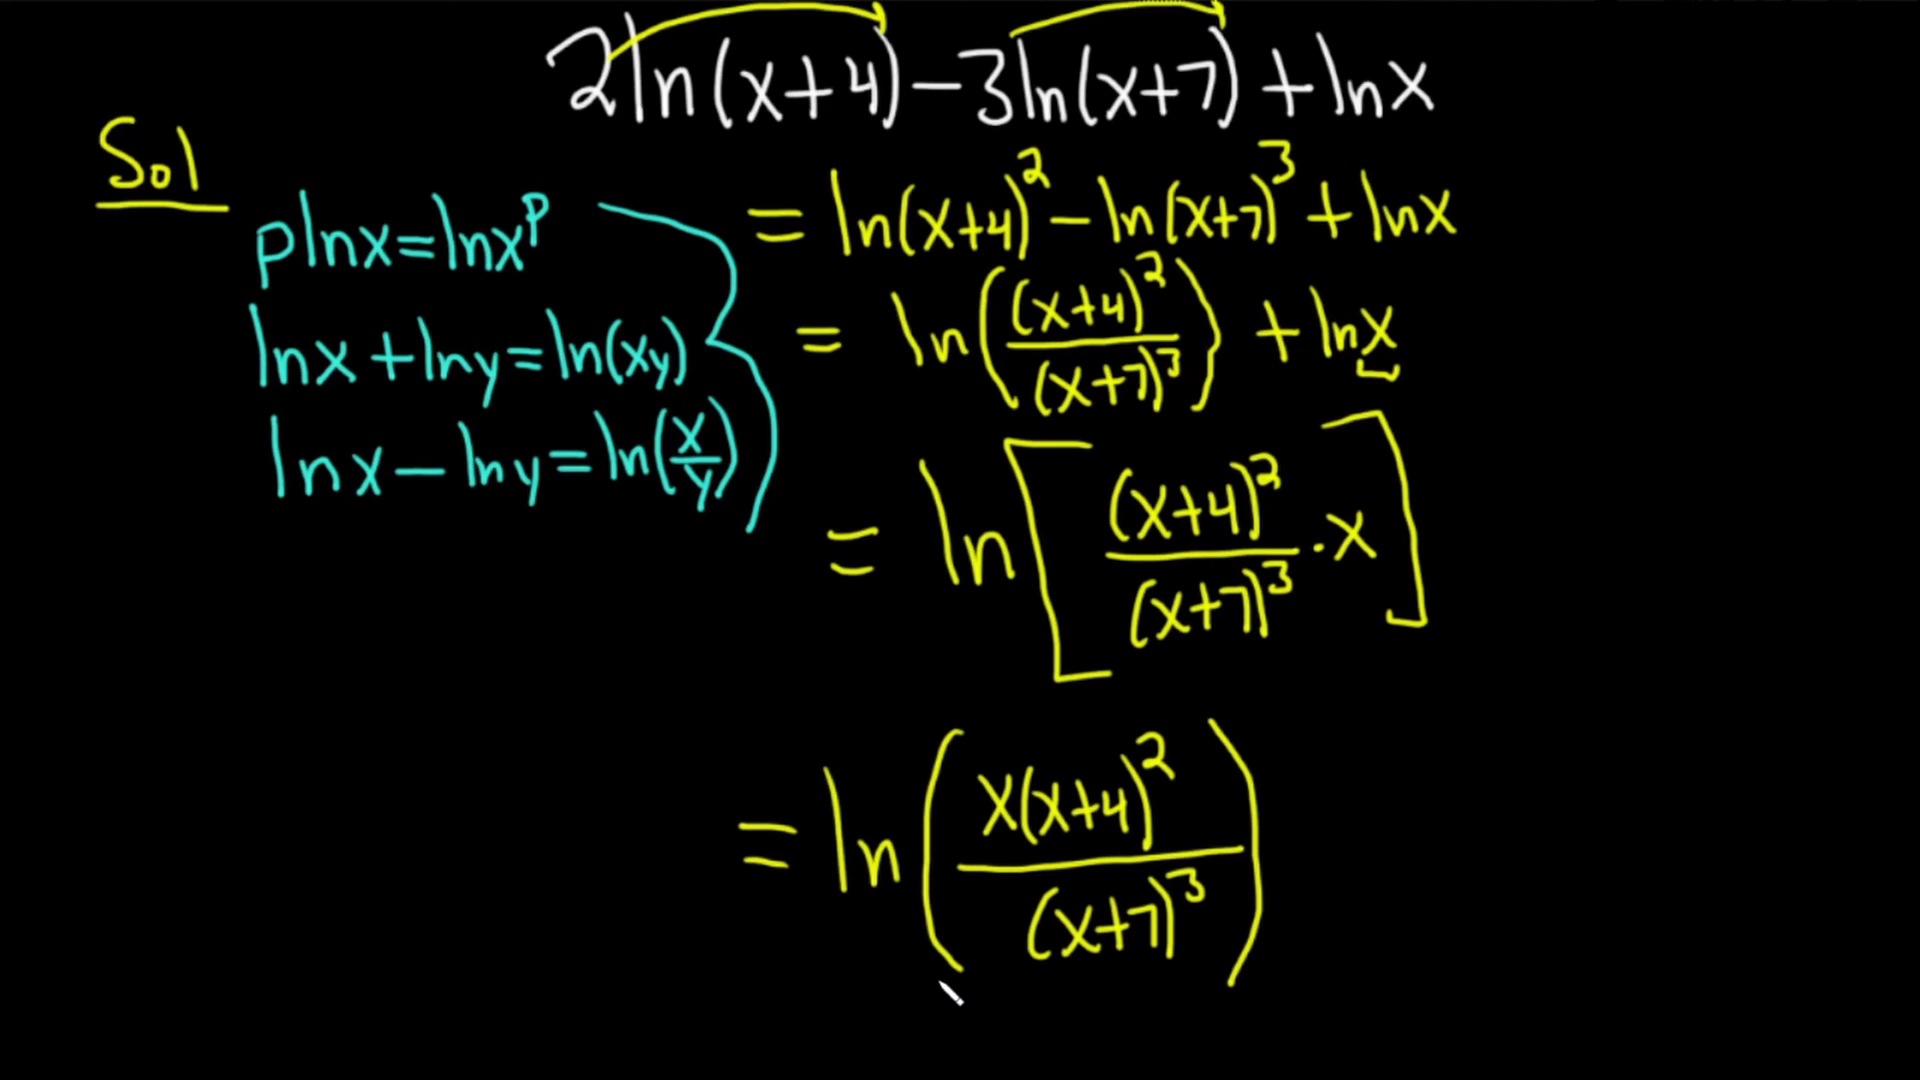 2ln(x+4)-3ln(x+7)+lnx
Sol
plnx=lnx^p
lnx+lny=ln(xy)
lnx-lny=ln(x/y)
=ln(x+4)^2-ln(x+7)^3+lnx
=ln((x+4)^2/(x+7)^3)+lnx
=ln[(x+4)^2/(x+7)^3·x]
=ln(x(x+4)^2/(x+7)^3)